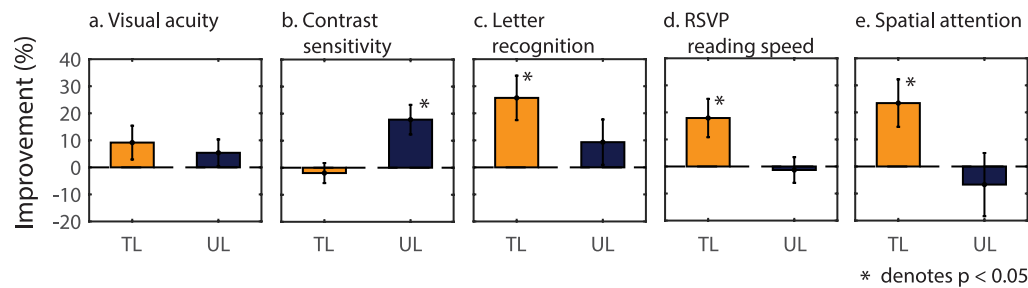 a. Visual acuity
b. Contrast
sensitivity
c. Letter
recognition
d. RSVP
reading speed
e. Spatial attention
Improvement (%)
40
30
20
10
0
-10
-20
*
*
*
*
TL UL
TL UL
TL UL
TL UL
TL UL
* denotes p < 0.05